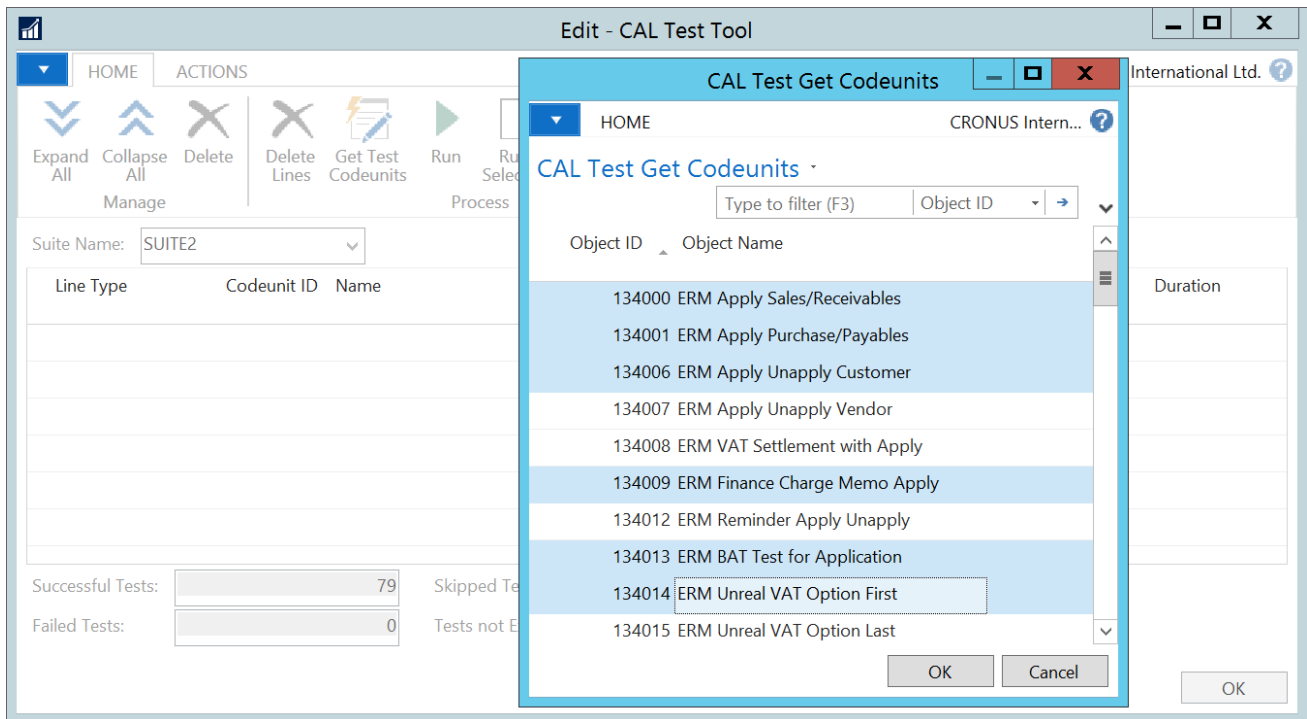 Edit - CAL Test Tool
HOME ACTIONS
International Ltd.
Expand All
Collapse All
Delete
Delete Lines
Get Test Codeunits
Run
Manage
Process
Suite Name: SUITE2
Line Type Codeunit ID Name Duration
Successful Tests: 79 Skipped
Failed Tests: 0 Tests not
OK
CAL Test Get Codeunits
HOME CRONUS Intern...
CAL Test Get Codeunits
Type to filter (F3) Object ID
Object ID Object Name
134000 ERM Apply Sales/Receivables
134001 ERM Apply Purchase/Payables
134006 ERM Apply Unapply Customer
134007 ERM Apply Unapply Vendor
134008 ERM VAT Settlement with Apply
134009 ERM Finance Charge Memo Apply
134012 ERM Reminder Apply Unapply
134013 ERM BAT Test for Application
134014 ERM Unreal VAT Option First
134015 ERM Unreal VAT Option Last
OK Cancel